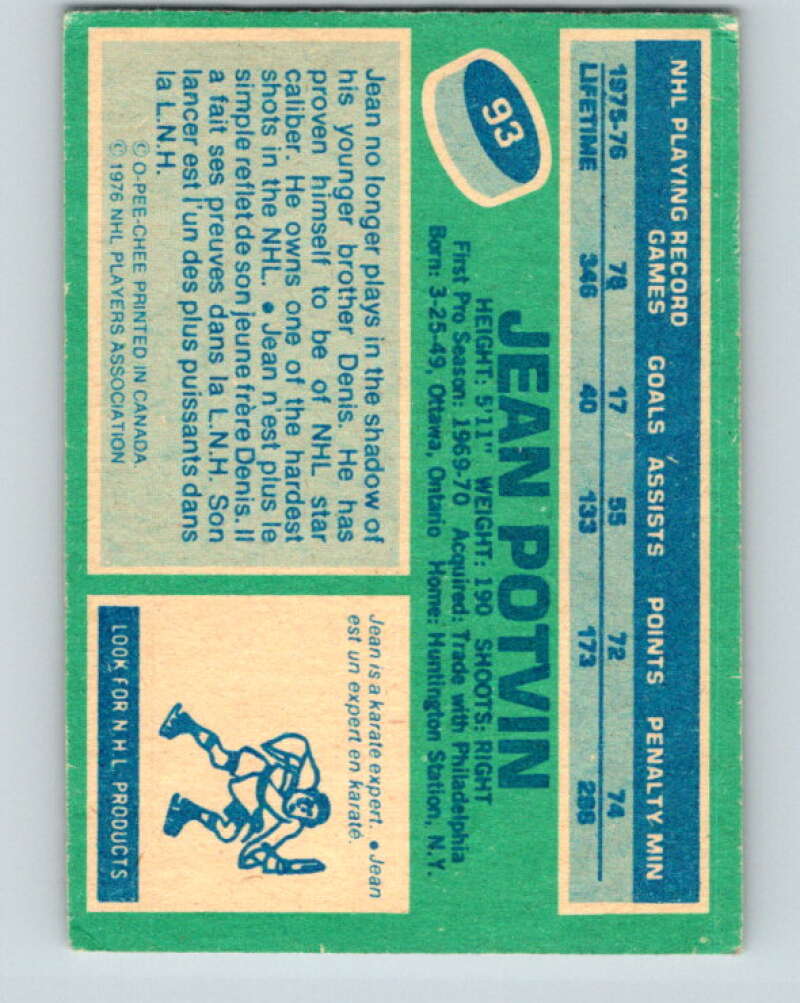 NHL PLAYING RECORD
GAMES GOALS ASSISTS POINTS PENALTY MIN
1975-76 78 17 55 72 74
LIFETIME 346 40 133 173 286
93
JEAN POTVIN
HEIGHT: 5'11" WEIGHT: 190 SHOOTS: RIGHT
First Pro Season: 1969-70 Acquired: Trade with Philadelphia
Born: 3-25-49, Ottawa, Ontario Home: Huntington Station, N.Y.
Jean no longer plays in the shadow of
his younger brother Denis. He has
proven himself to be of NHL star
caliber. He owns one of the hardest
shots in the NHL. • Jean n'est plus le
simple reflet de son jeune frère Denis. Il
a fait ses preuves dans la L.N.H. Son
lancer est l'un des plus puissants dans
la L.N.H.
© O-PEE-CHEE PRINTED IN CANADA.
© 1976 NHL PLAYERS ASSOCIATION
Jean is a karate expert. • Jean
est un expert en karaté.
LOOK FOR NHL PRODUCTS